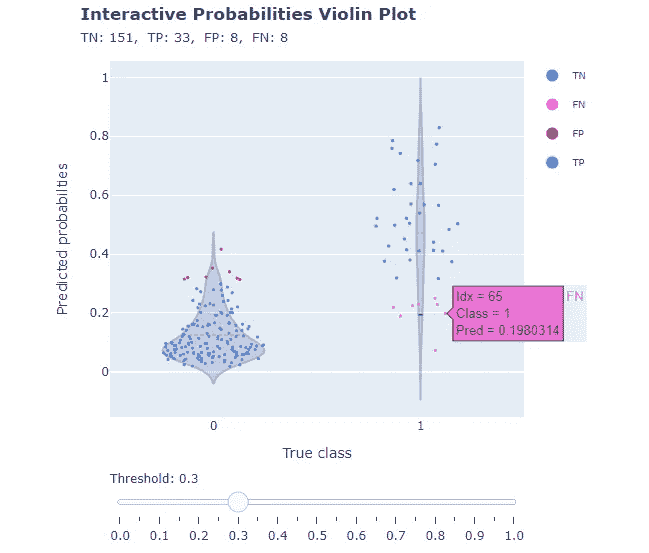 Interactive Probabilities Violin Plot
TN: 151, TP: 33, FP: 8, FN: 8
TN
FN
FP
TP
Predicted probabilities
1
0.8
0.6
0.4
0.2
0
Idx = 65
Class = 1
Pred = 0.1980314
FN
0 1
True class
Threshold: 0.3
0.0 0.1 0.2 0.3 0.4 0.5 0.6 0.7 0.8 0.9 1.0